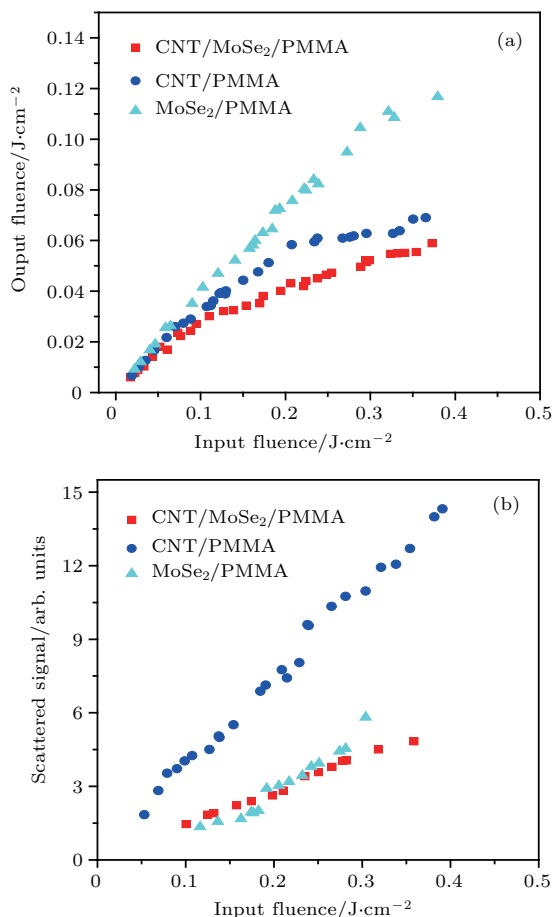 0.14
(a)
CNT/MoSe₂/PMMA
0.12
CNT/PMMA
MoSe₂/PMMA
0.10
0.08
0.06
0.04
0.02
0
Ouput fluence/J·cm⁻²
0 0.1 0.2 0.3 0.4 0.5
Input fluence/J·cm⁻²
15
(b)
CNT/MoSe₂/PMMA
CNT/PMMA
12
MoSe₂/PMMA
9
6
3
0
Scattered signal/arb. units
0 0.1 0.2 0.3 0.4 0.5
Input fluence/J·cm⁻²